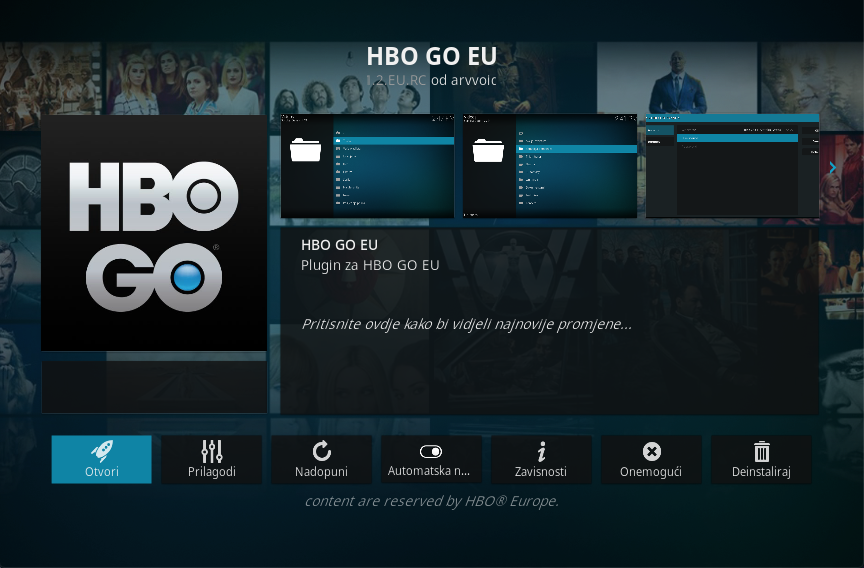 HBO GO EU
1.2.EU.RC od arvvoic
HBO
GO®
HBO GO EU
Plugin za HBO GO EU
Pritisnite ovdje kako bi vidjeli najnovije promjene...
Otvori
Prilagodi
Nadopuni
Automatska n...
Zavisnosti
Onemogući
Deinstaliraj
content are reserved by HBO® Europe.